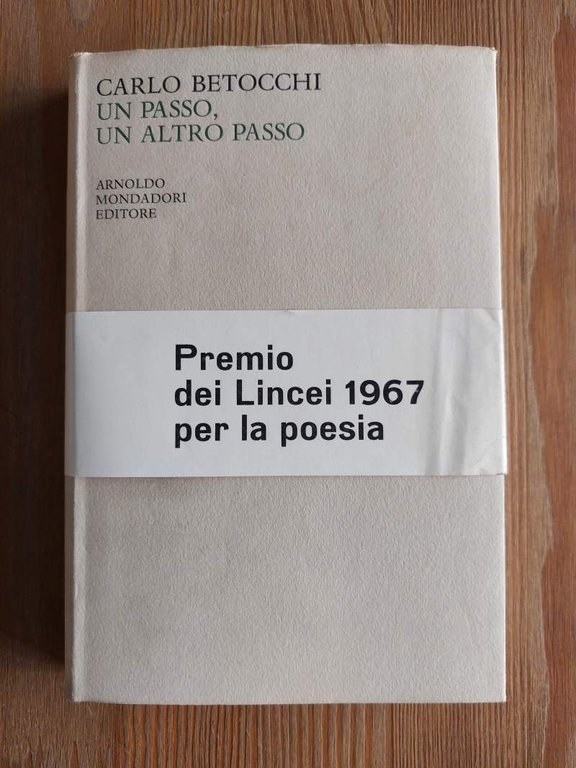 CARLO BETOCCHI
UN PASSO,
UN ALTRO PASSO
ARNOLDO
MONDADORI
EDITORE
Premio
dei Lincei 1967
per la poesia